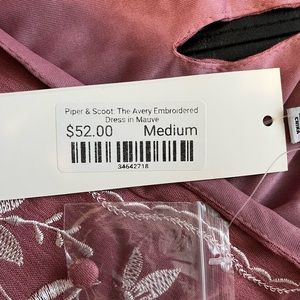 Piper & Scoot: The Avery Embroidered
Dress in Mauve
$52.00 Medium
34642718